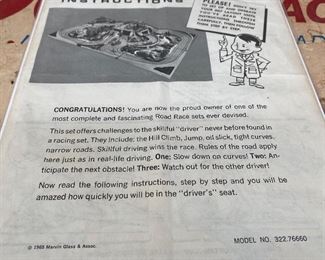 INSTRUCTIONS
PLEASE!
CONGRATULATIONS! You are now the proud owner of one of the
most complete and fascinating Road Race sets ever devised.
This set offers challenges to the skillful "driver" never before found in
a racing set. They include; the Hill Climb, Jump, oil slick, tight curves,
narrow roads. Skillful driving wins the race. Rules of the road apply
here just as in real-life driving. One: Slow down on curves! Two: An-
ticipate the next obstacle! Three: Watch out for the other driver!
Now read the following instructions, step by step and you will be
amazed how quickly you will be in the "driver's" seat.
© 1965 Marvin Glass & Assoc.
MODEL NO. 322.76660